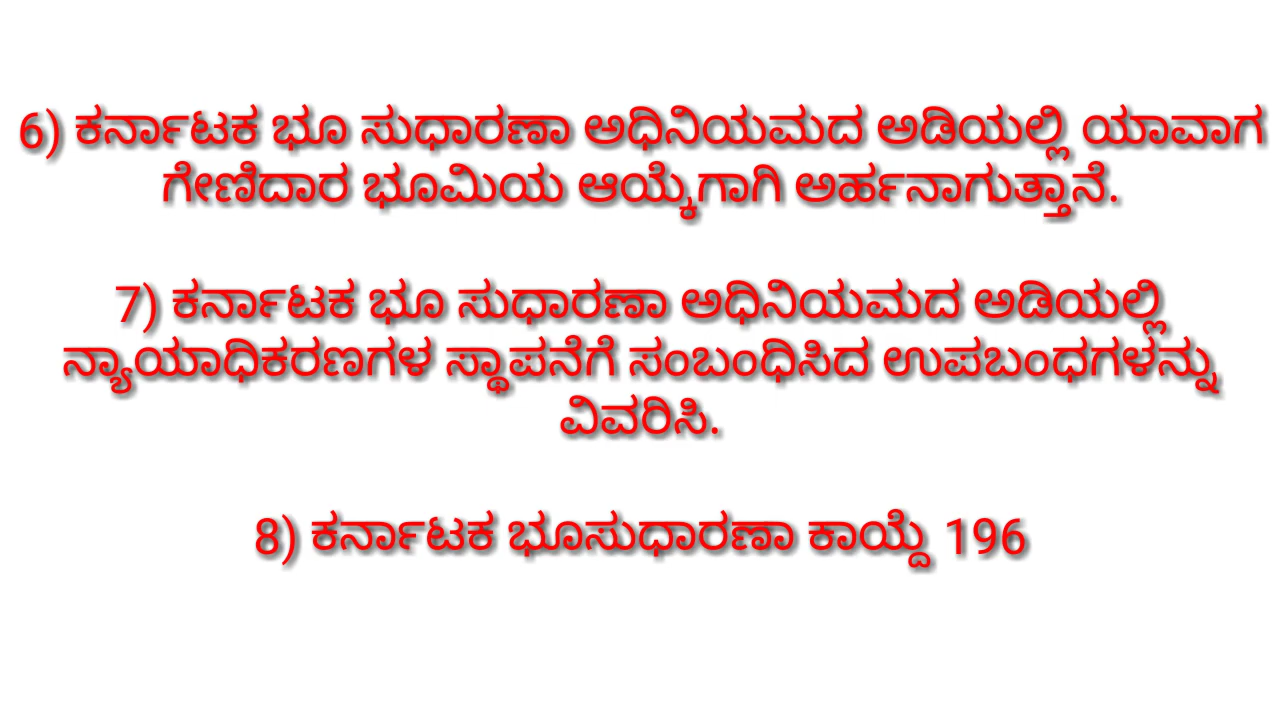 6) ಕರ್ನಾಟಕ ಭೂ ಸುಧಾರಣಾ ಅಧಿನಿಯಮದ ಅಡಿಯಲ್ಲಿ ಯಾವಾಗ
ಗೇಣಿದಾರ ಭೂಮಿಯ ಆಯ್ಕೆಗಾಗಿ ಅರ್ಹನಾಗುತ್ತಾನೆ.
7) ಕರ್ನಾಟಕ ಭೂ ಸುಧಾರಣಾ ಅಧಿನಿಯಮದ ಅಡಿಯಲ್ಲಿ
ನ್ಯಾಯಾಧಿಕರಣಗಳ ಸ್ಥಾಪನೆಗೆ ಸಂಬಂಧಿಸಿದ ಉಪಬಂಧಗಳನ್ನು
ವಿವರಿಸಿ.
8) ಕರ್ನಾಟಕ ಭೂಸುಧಾರಣಾ ಕಾಯ್ದೆ 196